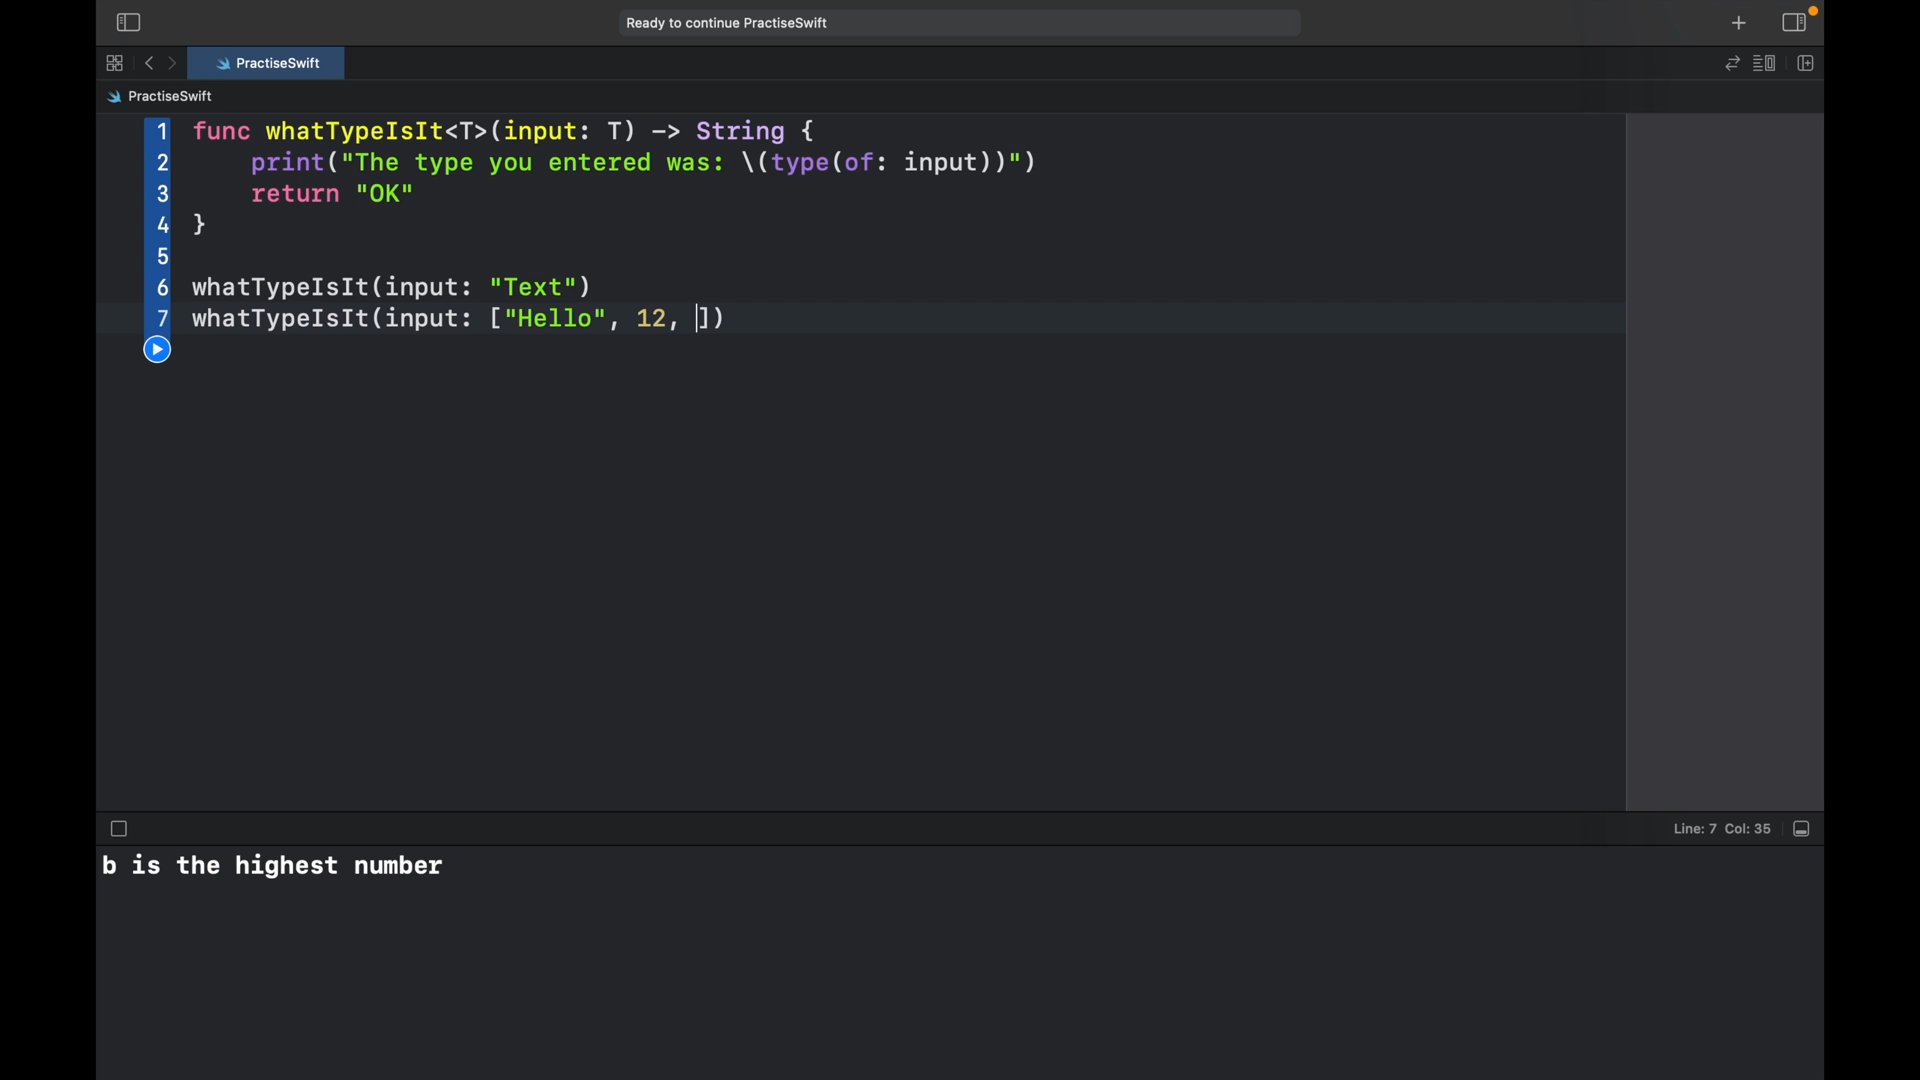 Ready to continue PractiseSwift
PractiseSwift
PractiseSwift
1 func whatTypeIsIt<T>(input: T) -> String {
2 print("The type you entered was: \(type(of: input))")
3 return "OK"
4 }
5
6 whatTypeIsIt(input: "Text")
7 whatTypeIsIt(input: ["Hello", 12, ])
Line: 7 Col: 35
b is the highest number